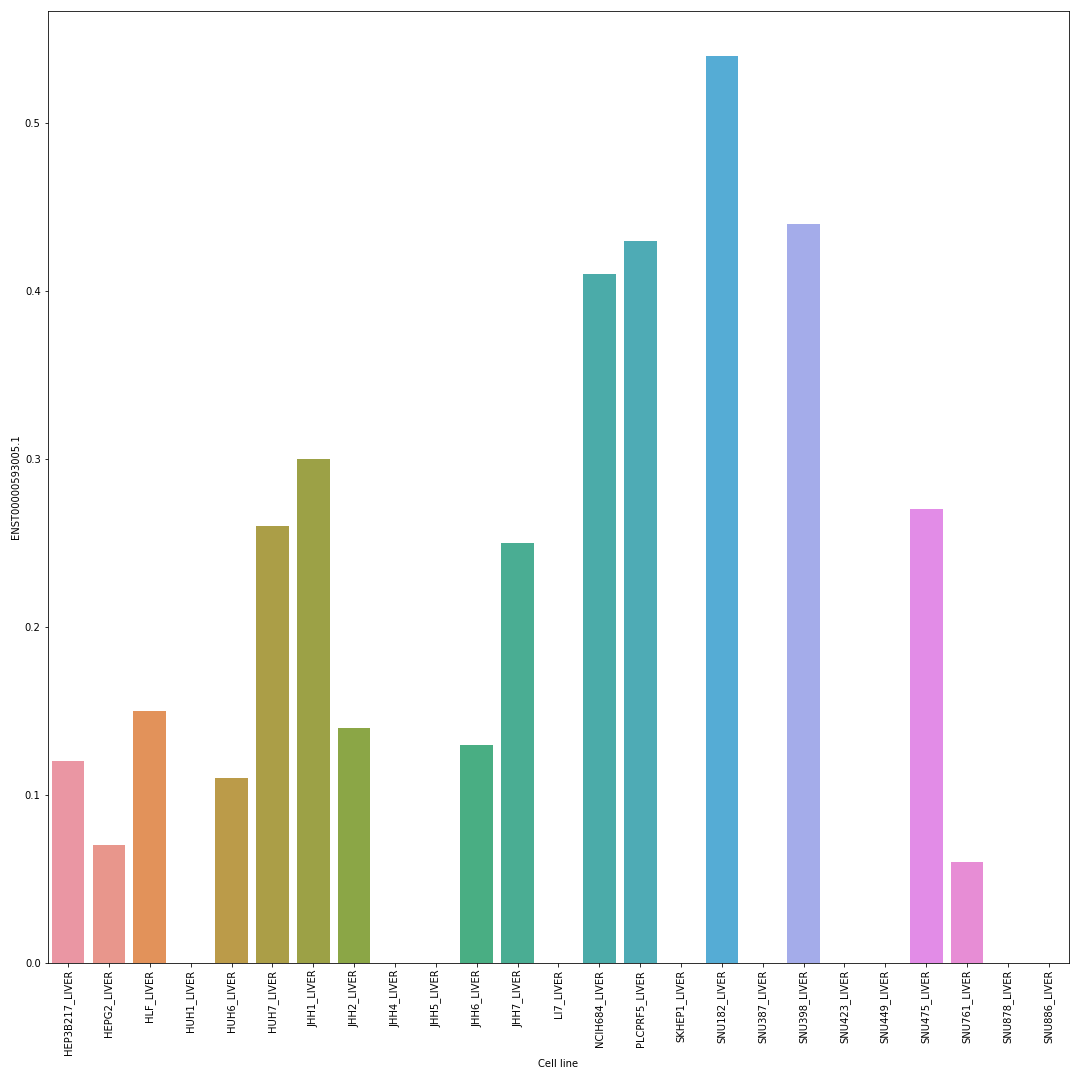 0.5
0.4
0.3
0.2
0.1
0.0
ENST00000593005.1
HEP3B217_LIVER
HEPG2_LIVER
HLF_LIVER
HUH1_LIVER
HUH6_LIVER
HUH7_LIVER
JHH1_LIVER
JHH2_LIVER
JHH4_LIVER
JHH5_LIVER
JHH6_LIVER
JHH7_LIVER
LI7_LIVER
NCIH684_LIVER
PLCPRF5_LIVER
SKHEP1_LIVER
SNU182_LIVER
SNU387_LIVER
SNU398_LIVER
SNU423_LIVER
SNU449_LIVER
SNU475_LIVER
SNU761_LIVER
SNU878_LIVER
SNU886_LIVER
Cell line